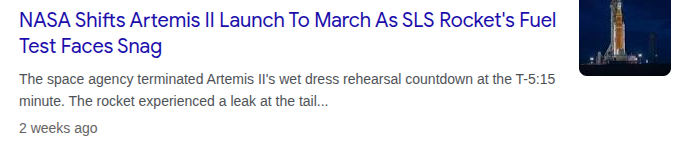 NASA Shifts Artemis II Launch To March As SLS Rocket's Fuel
Test Faces Snag
The space agency terminated Artemis II's wet dress rehearsal countdown at the T-5:15
minute. The rocket experienced a leak at the tail...
2 weeks ago